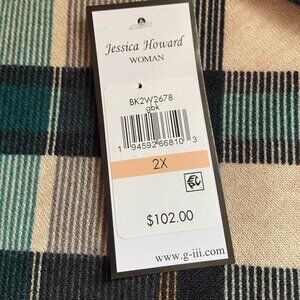 Jessica Howard
WOMAN
BK2W2678
gbk
1 94592 66810 3
2X
$102.00
www.g-iii.com